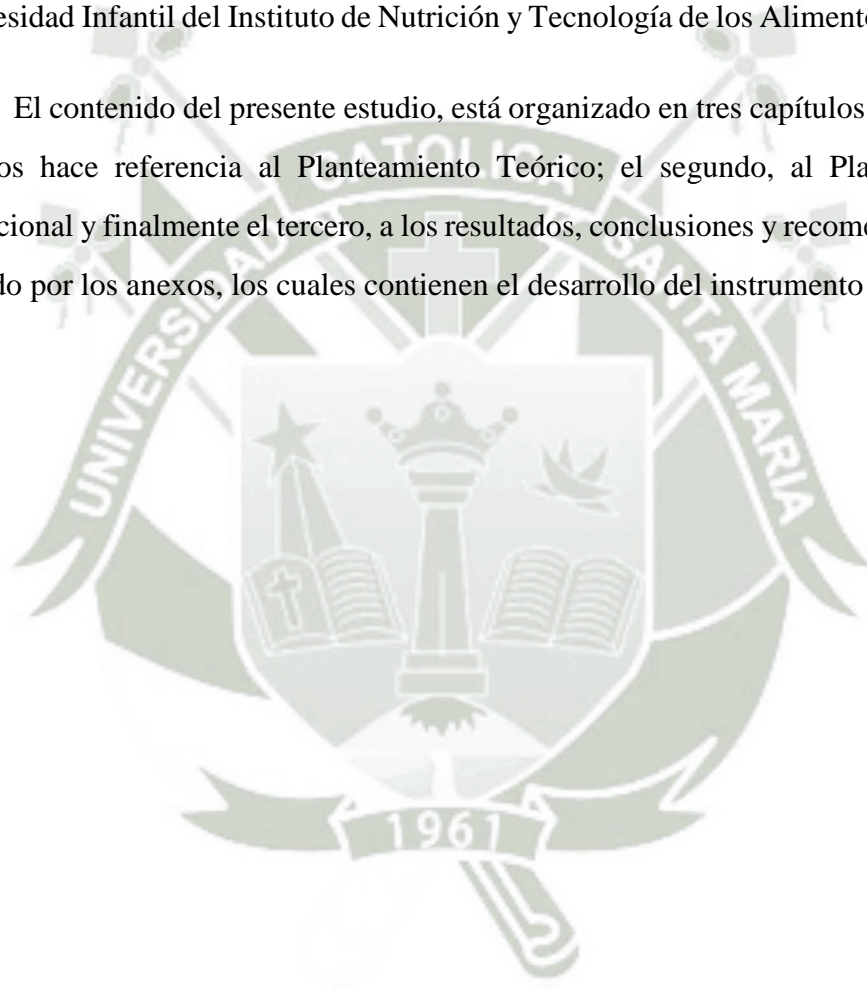 esidad Infantil del Instituto de Nutrición y Tecnología de los Aliment
El contenido del presente estudio, está organizado en tres capítulos
os hace referencia al Planteamiento Teórico; el segundo, al Pla
cional y finalmente el tercero, a los resultados, conclusiones y recom
do por los anexos, los cuales contienen el desarrollo del instrumento
UNIVERSIDAD CATOLICA SANTA MARIA
1961